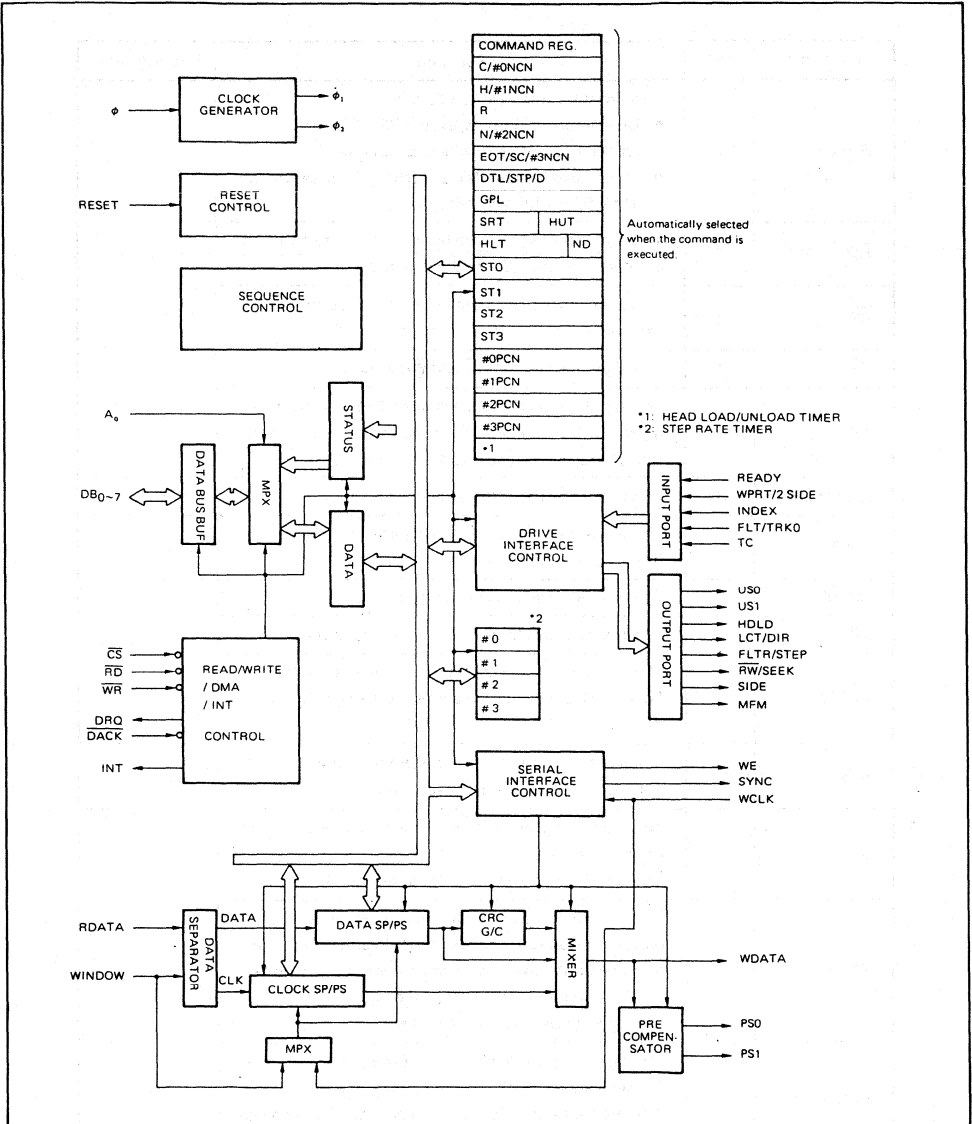 COMMAND REG.
C/#0NCN
H/#1NCN
R
N/#2NCN
EOT/SC/#3NCN
DTL/STP/D
GPL
SRT HUT
HLT ND
ST0
ST1
ST2
ST3
#0PCN
#1PCN
#2PCN
#3PCN
*1
Automatically selected
when the command is
executed.
φ
CLOCK
GENERATOR
φ₁
φ₂
RESET
RESET
CONTROL
SEQUENCE
CONTROL
A₀
STATUS
DB0~7
DATA BUS BUF
MPX
DATA
*1: HEAD LOAD/UNLOAD TIMER
*2: STEP RATE TIMER
DRIVE
INTERFACE
CONTROL
INPUT PORT
READY
WPRT/2 SIDE
INDEX
FLT/TRK0
TC
OUTPUT PORT
US0
US1
HDLD
LCT/DIR
FLTR/STEP
R̅W̅/SEEK
SIDE
MFM
*2
# 0
# 1
# 2
# 3
C̅S̅
R̅D̅
W̅R̅
DRQ
D̅A̅C̅K̅
INT
READ/WRITE
/ DMA
/ INT
CONTROL
SERIAL
INTERFACE
CONTROL
WE
SYNC
WCLK
RDATA
WINDOW
DATA
SEPARATOR
DATA
CLK
DATA SP/PS
CLOCK SP/PS
CRC
G/C
MIXER
WDATA
MPX
PRE
COMPEN-
SATOR
PS0
PS1